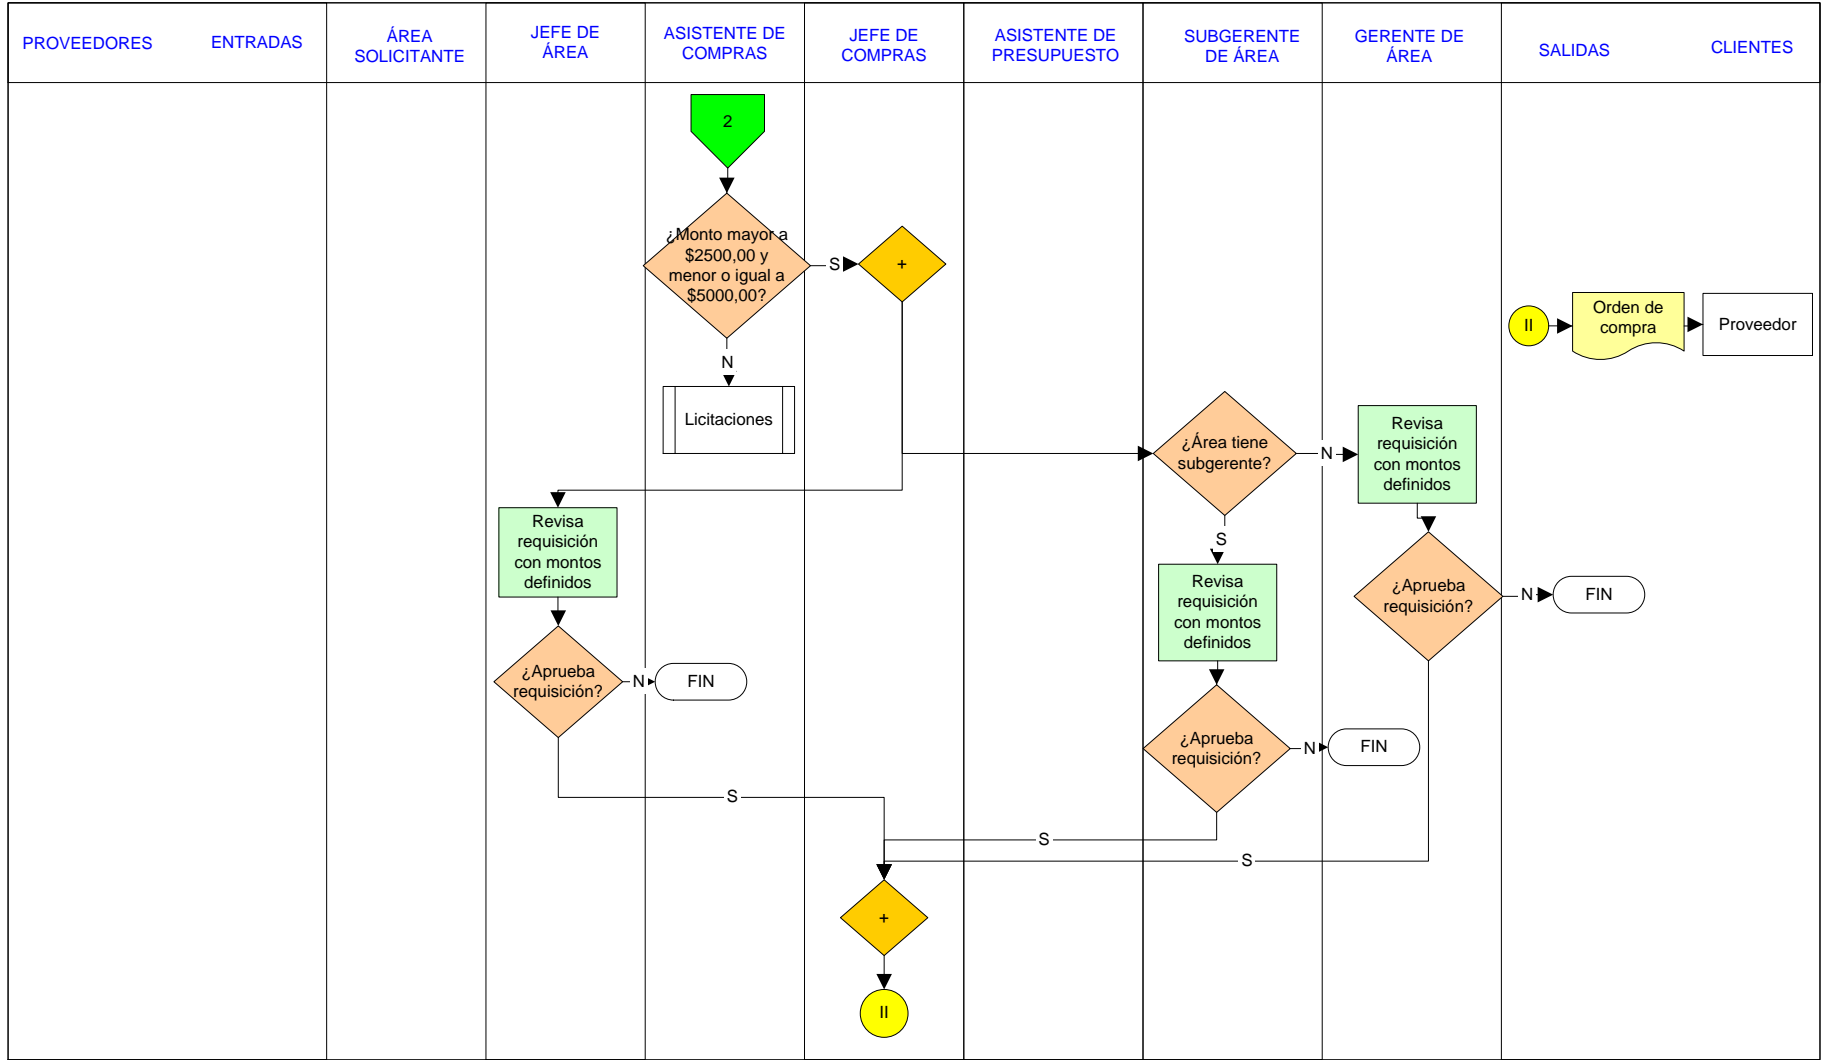 PROVEEDORES
ENTRADAS
ÁREA
SOLICITANTE
JEFE DE
ÁREA
ASISTENTE DE
COMPRAS
JEFE DE
COMPRAS
ASISTENTE DE
PRESUPUESTO
SUBGERENTE
DE ÁREA
GERENTE DE
ÁREA
SALIDAS
CLIENTES
2
¿Monto mayor a
$2500,00 y
menor o igual a
$5000,00?
S
+
N
Licitaciones
II
Orden de
compra
Proveedor
¿Área tiene
subgerente?
N
Revisa
requisición
con montos
definidos
S
Revisa
requisición
con montos
definidos
Revisa
requisición
con montos
definidos
¿Aprueba
requisición?
N
FIN
¿Aprueba
requisición?
N
FIN
¿Aprueba
requisición?
N
FIN
S
S
S
+
II